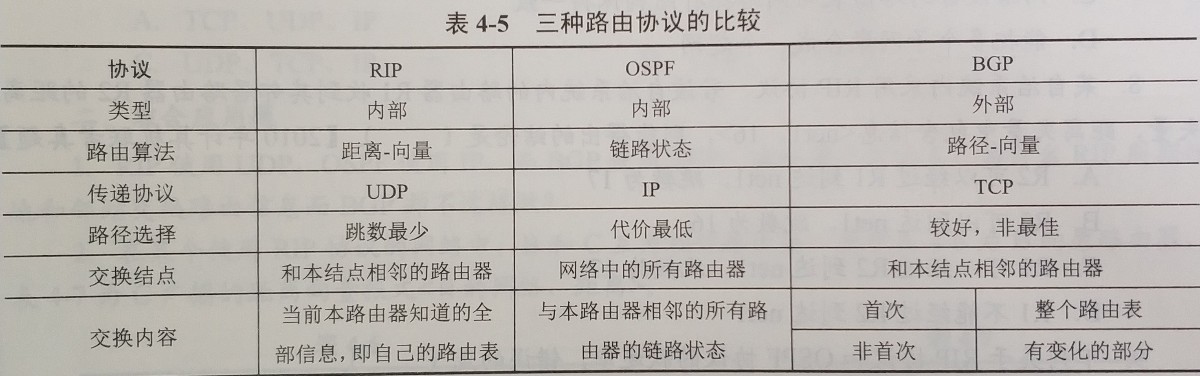 表 4-5 三种路由协议的比较
协议 RIP OSPF BGP
类型 内部 内部 外部
路由算法 距离-向量 链路状态 路径-向量
传递协议 UDP IP TCP
路径选择 跳数最少 代价最低 较好，非最佳
交换结点 和本结点相邻的路由器 网络中的所有路由器 和本结点相邻的路由器
交换内容 当前本路由器知道的全 与本路由器相邻的所有路 首次 整个路由表
部信息，即自己的路由表 由器的链路状态 非首次 有变化的部分